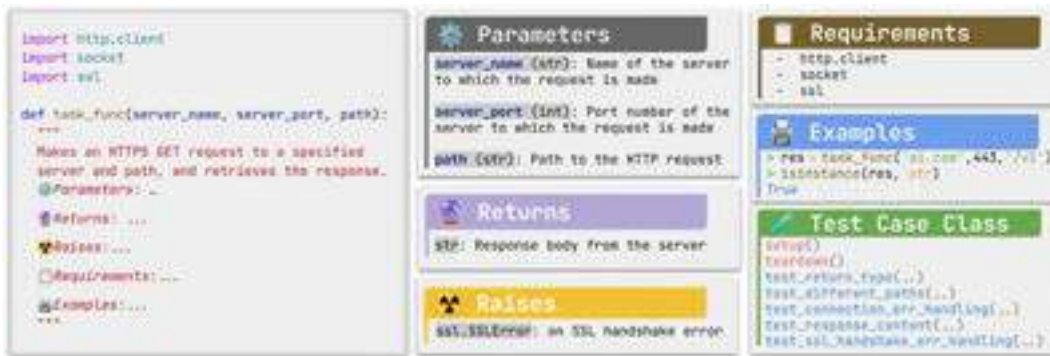 import http.client
import socket
import ssl
def task_func(server_name, server_port, path):
"""
Makes an HTTPS GET request to a specified
server and path, and retrieves the response.
Parameters: …
Returns: ...
Raises: ...
Requirements: ...
Examples: ...
"""
Parameters
server_name (str): Name of the server
to which the request is made
server_port (int): Port number of the
server to which the request is made
path (str): Path to the HTTP request
Returns
str: Response body from the server
Raises
ssl.SSLError: on SSL handshake error
Requirements
- http.client
- socket
- ssl
Examples
> res = task_func('ai.com',443,'/v1')
> isinstance(res, str)
True
Test Case Class
setup()
teardown()
test_return_type(..)
test_different_paths(..)
test_connection_err_handling(..)
test_response_content(..)
test_ssl_handshake_err_handling(..)